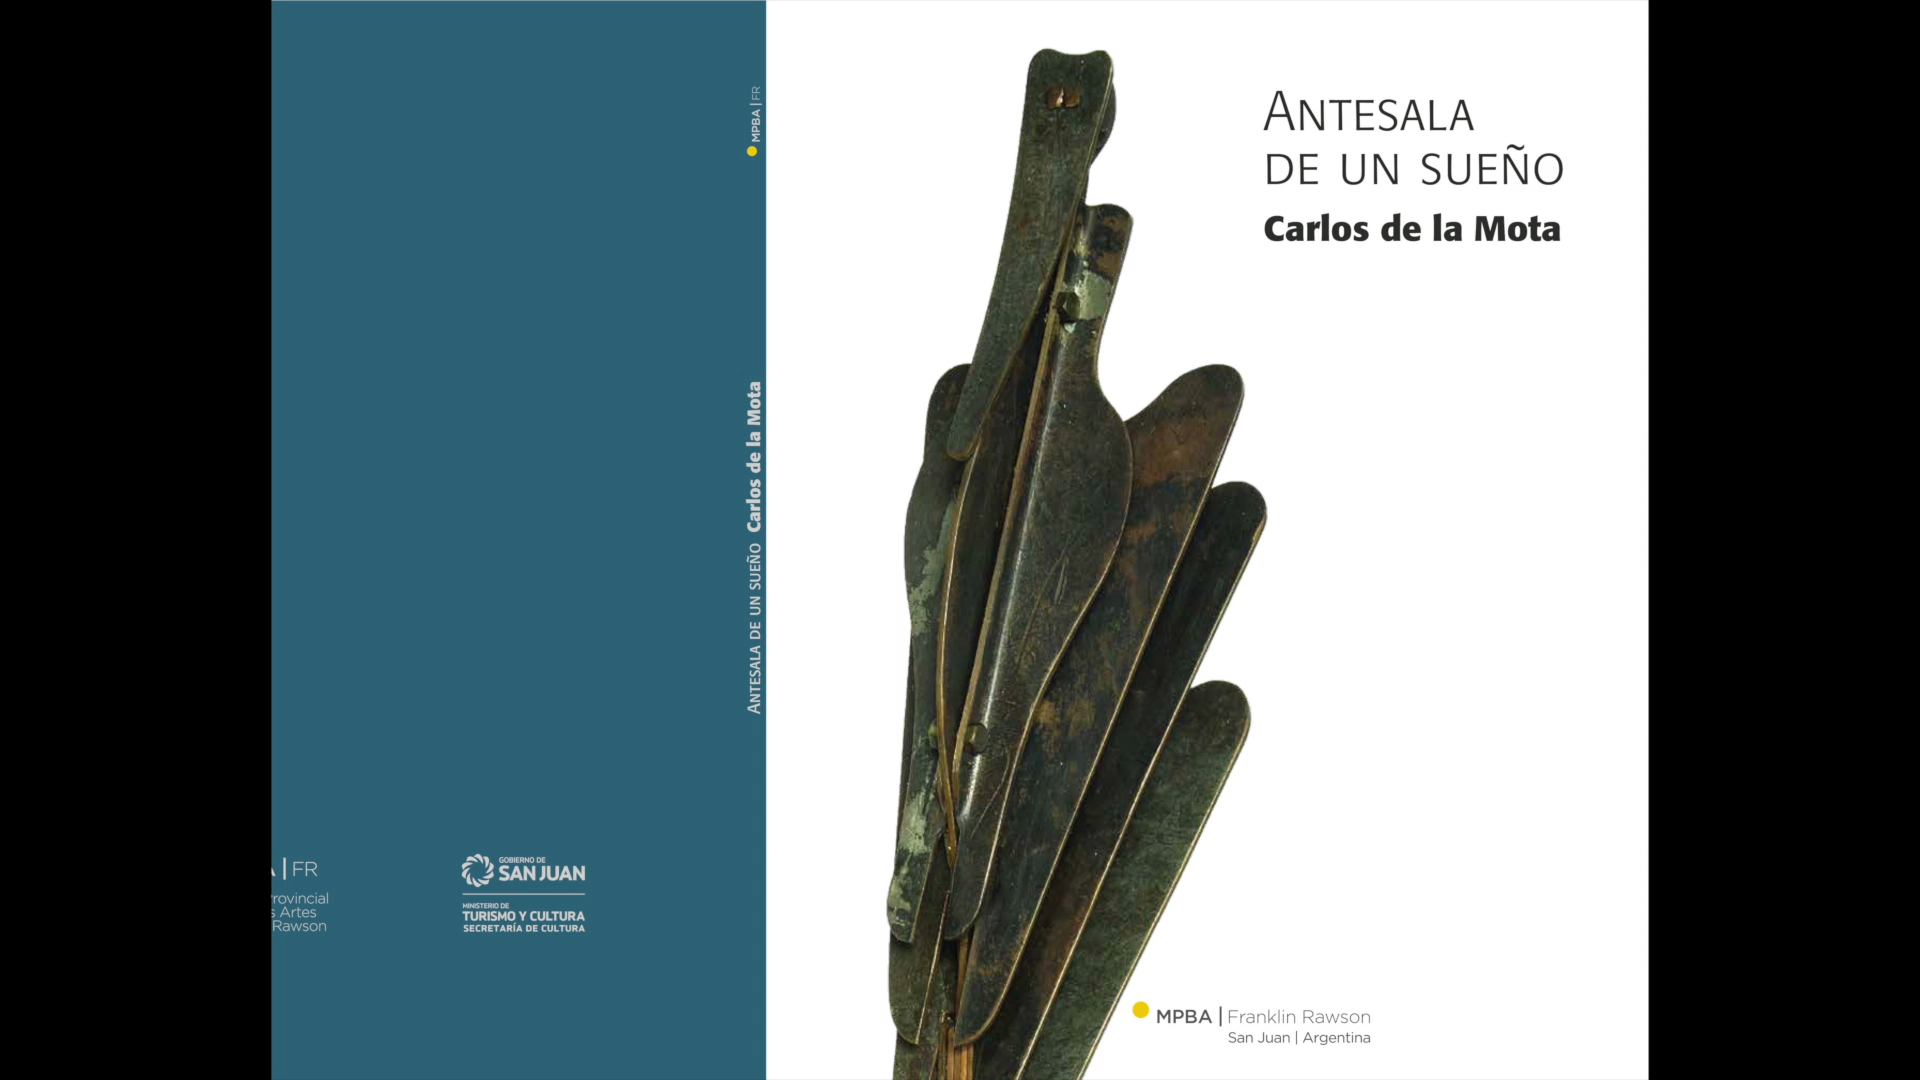 FR
Artes
Rawson
GOBIERNO DE
SAN JUAN
MINISTERIO DE
TURISMO Y CULTURA
SECRETARÍA DE CULTURA
ANTESALA DE UN SUEÑO Carlos de la Mota
MPBA | FR
ANTESALA
DE UN SUEÑO
Carlos de la Mota
MPBA | Franklin Rawson
San Juan | Argentina